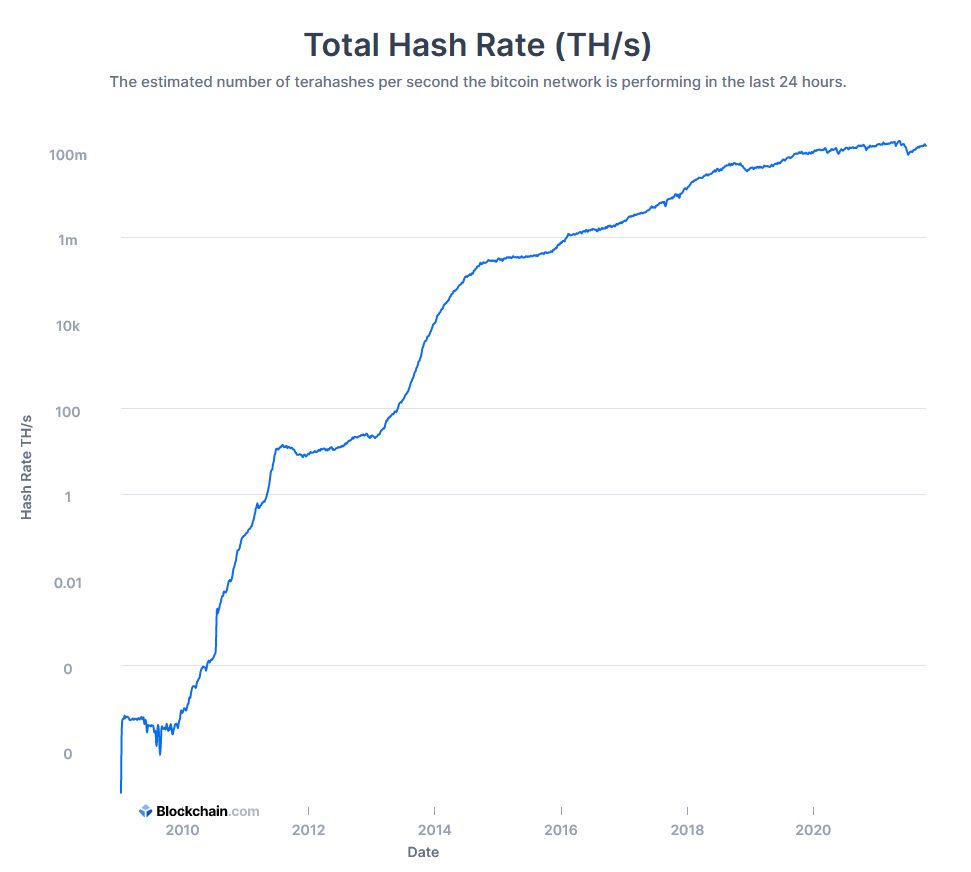 Total Hash Rate (TH/s)
The estimated number of terahashes per second the bitcoin network is performing in the last 24 hours.
100m
1m
10k
100
1
0.01
0
0
Hash Rate TH/s
Blockchain.com
2010 2012 2014 2016 2018 2020
Date